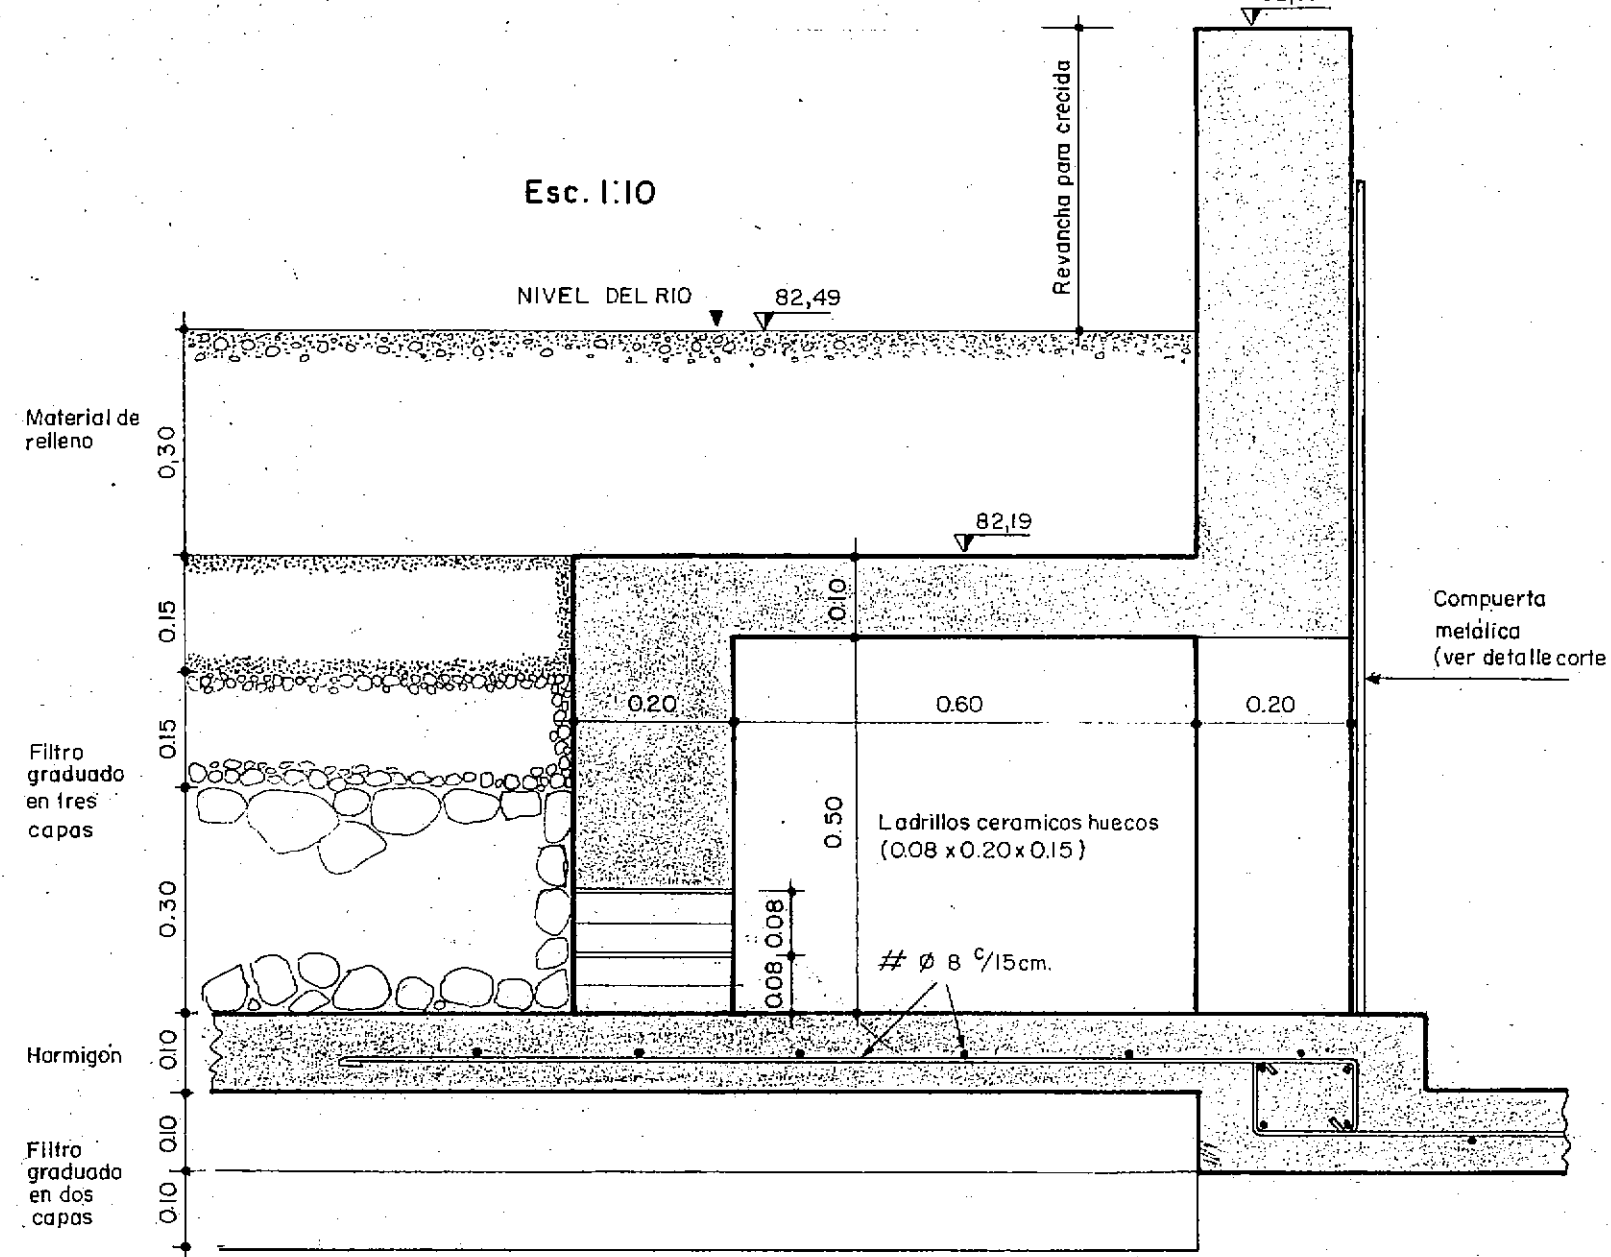 Revancha para crecida
Esc. 1:10
NIVEL DEL RIO
82,49
Material de
relleno
0,30
82,19
0.10
0.15
Compuerta
metálica
(ver detalle corte
0.20
0.60
0.20
0.15
Filtro
graduado
en tres
capas
0.50
Ladrillos ceramicos huecos
(0.08 x 0.20 x 0.15)
0.30
0.08
0.08
# Ø 8 c/15cm.
Hormigón
0.10
0.10
Filtro
graduado
en dos
capas
0.10